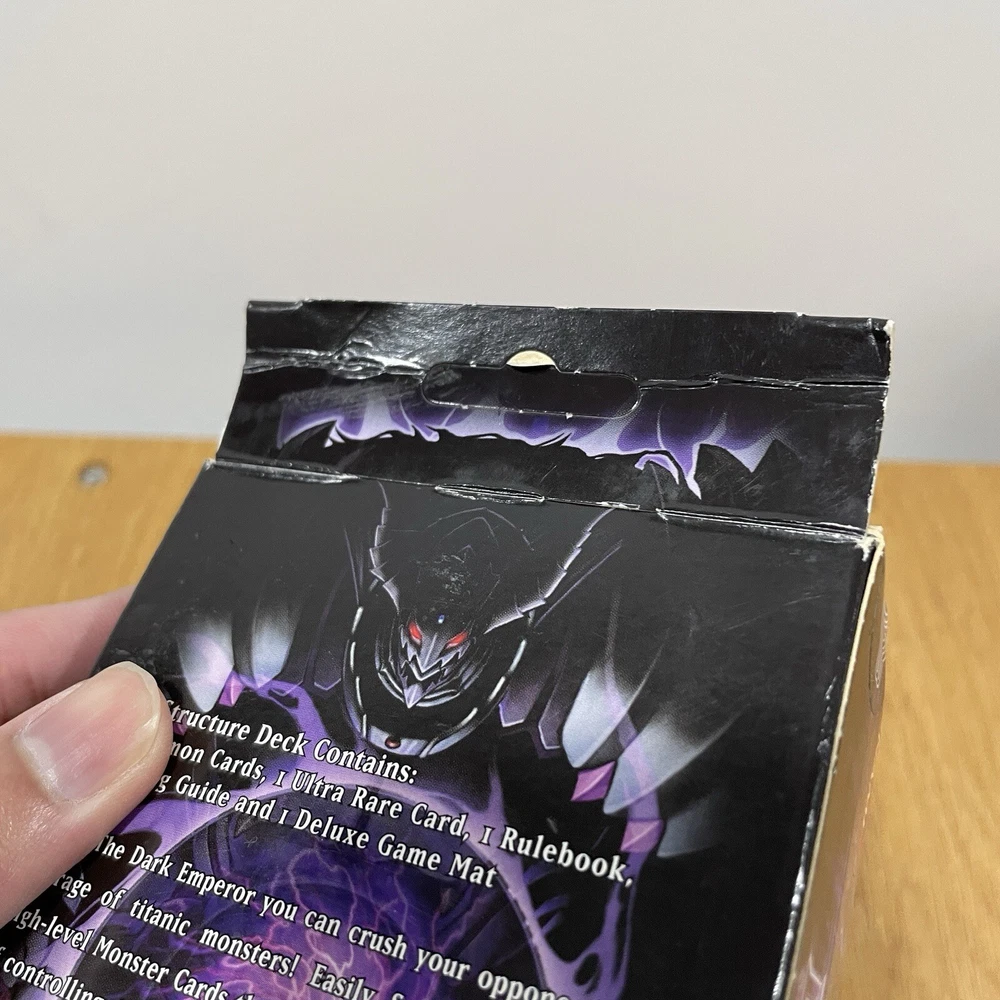 Structure Deck Contains:
mon Cards, 1 Ultra Rare Card, 1 Rulebook,
g Guide and 1 Deluxe Game Mat
The Dark Emperor you can crush your oppone
rage of titanic monsters! Easily
igh-level Monster Cards
f controlling